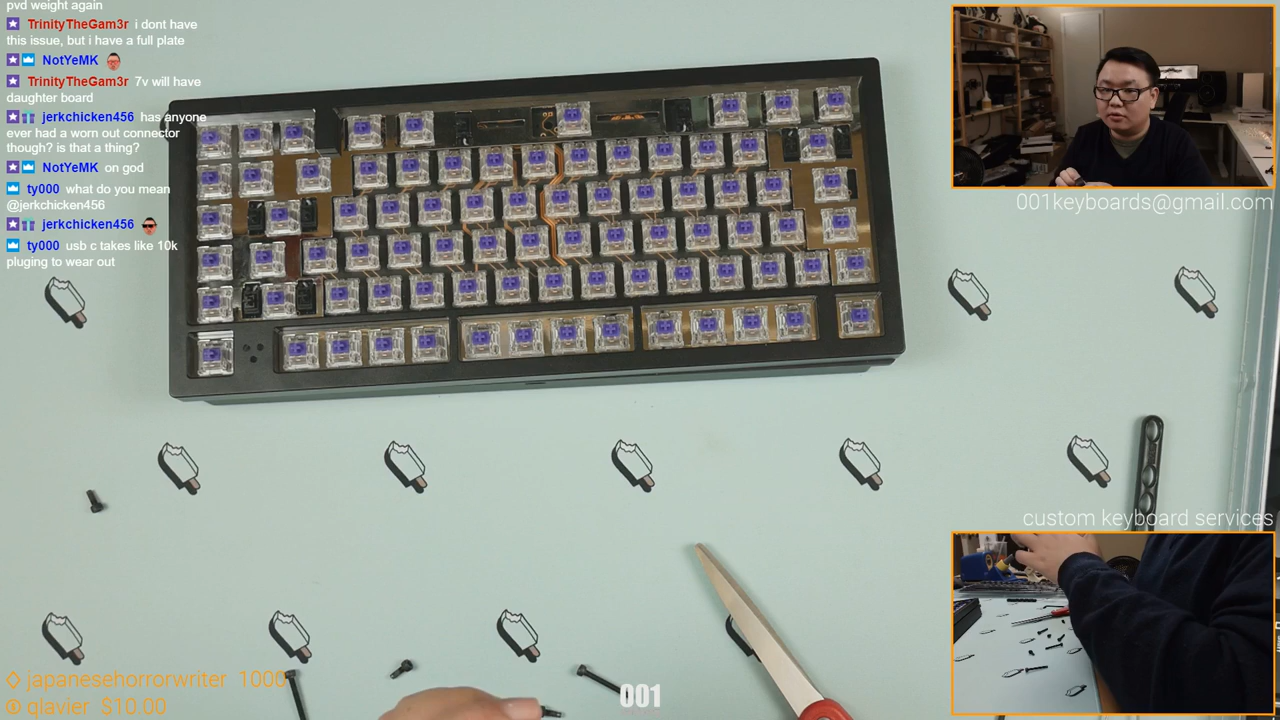 pvd weight again
TrinityTheGam3r i dont have
this issue, but i have a full plate
NotYeMK
TrinityTheGam3r 7v will have
daughter board
jerkchicken456 has anyone
ever had a worn out connector
though? is that a thing?
NotYeMK on god
ty000 what do you mean
@jerkchicken456
jerkchicken456
ty000 usb c takes like 10k
pluging to wear out
001keyboards@gmail.com
custom keyboard services
japanesehorrorwriter 1000
qlavier $10.00
001